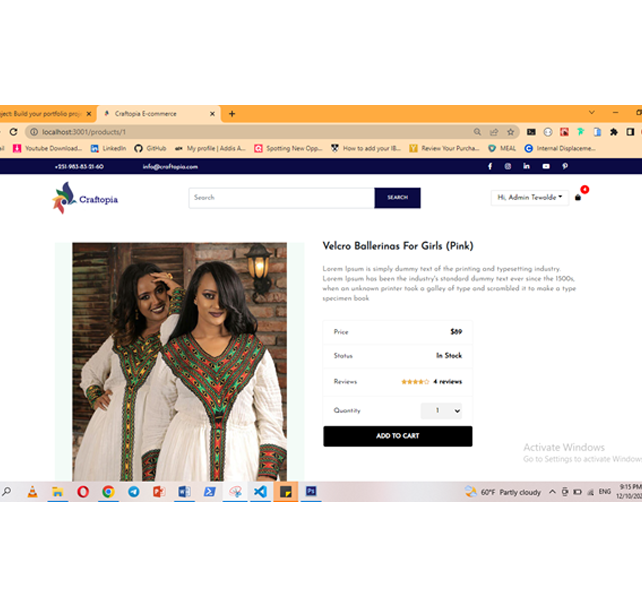 ject: Build your portfolio proj
Craftopia E-commerce
localhost:3001/products/1
ail
Youtube Download...
LinkedIn
GitHub
My profile | Addis A...
Spotting New Opp...
How to add your IB...
Review Your Purcha...
MEAL
Internal Displaceme...
+251-983-83-21-60
info@craftopia.com
Craftopia
Search
SEARCH
Hi, Admin Tewolde
Velcro Ballerinas For Girls (Pink)
Lorem Ipsum is simply dummy text of the printing and typesetting industry.
Lorem Ipsum has been the industry's standard dummy text ever since the 1500s,
when an unknown printer took a galley of type and scrambled it to make a type
specimen book
Price $89
Status In Stock
Reviews 4 reviews
Quantity 1
ADD TO CART
Activate Windows
Go to Settings to activate Windows
60°F Partly cloudy
ENG
9:15 PM
12/10/202